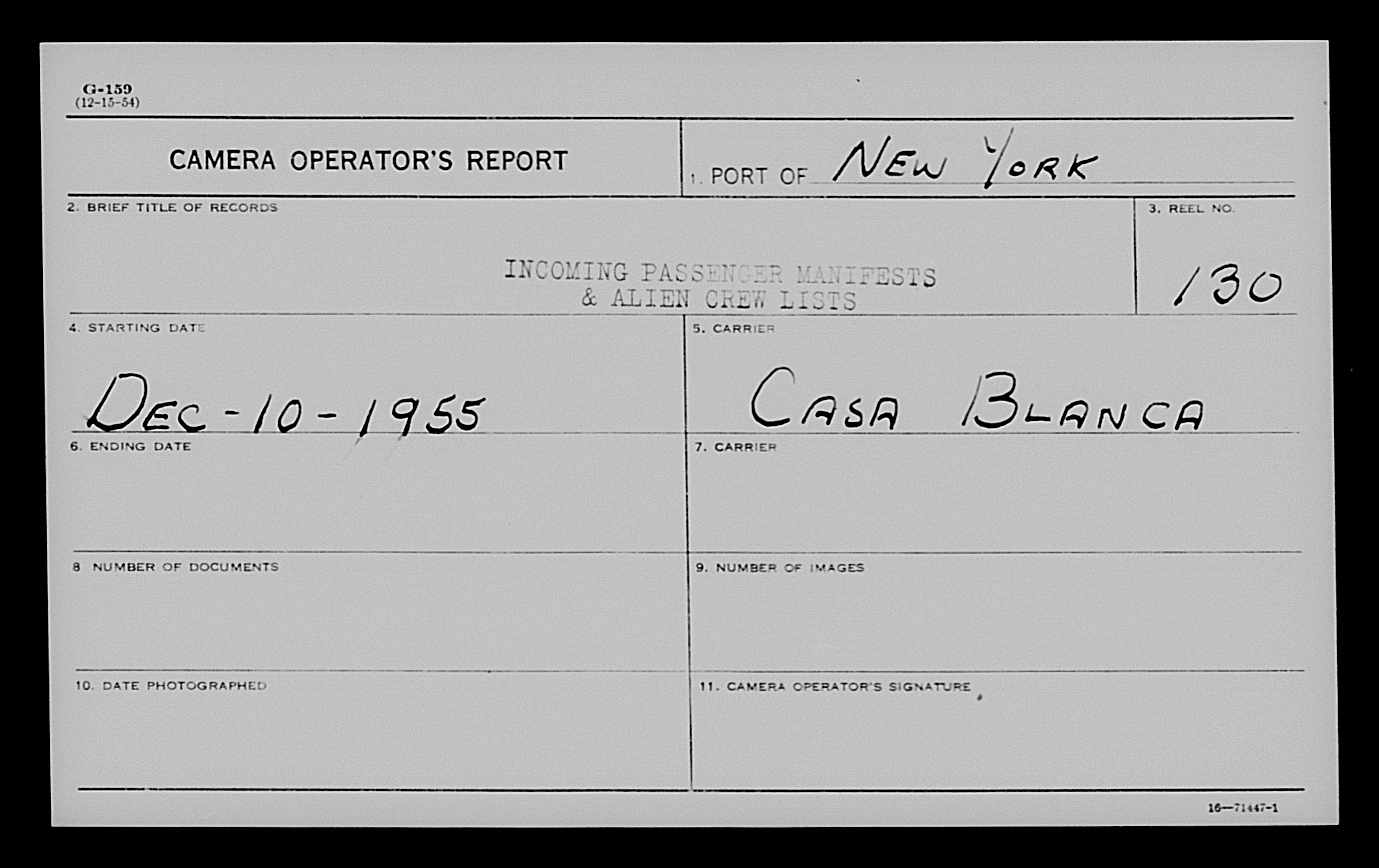 G-159
(12-15-54)
CAMERA OPERATOR'S REPORT
1. PORT OF NEW YORK
2. BRIEF TITLE OF RECORDS
3. REEL NO.
INCOMING PASSENGER MANIFESTS
& ALIEN CREW LISTS
130
4. STARTING DATE
5. CARRIER
DEC-10-1955
CASA BLANCA
6. ENDING DATE
7. CARRIER
8 NUMBER OF DOCUMENTS
9. NUMBER OF IMAGES
10. DATE PHOTOGRAPHED
11. CAMERA OPERATOR'S SIGNATURE
16—71447-1